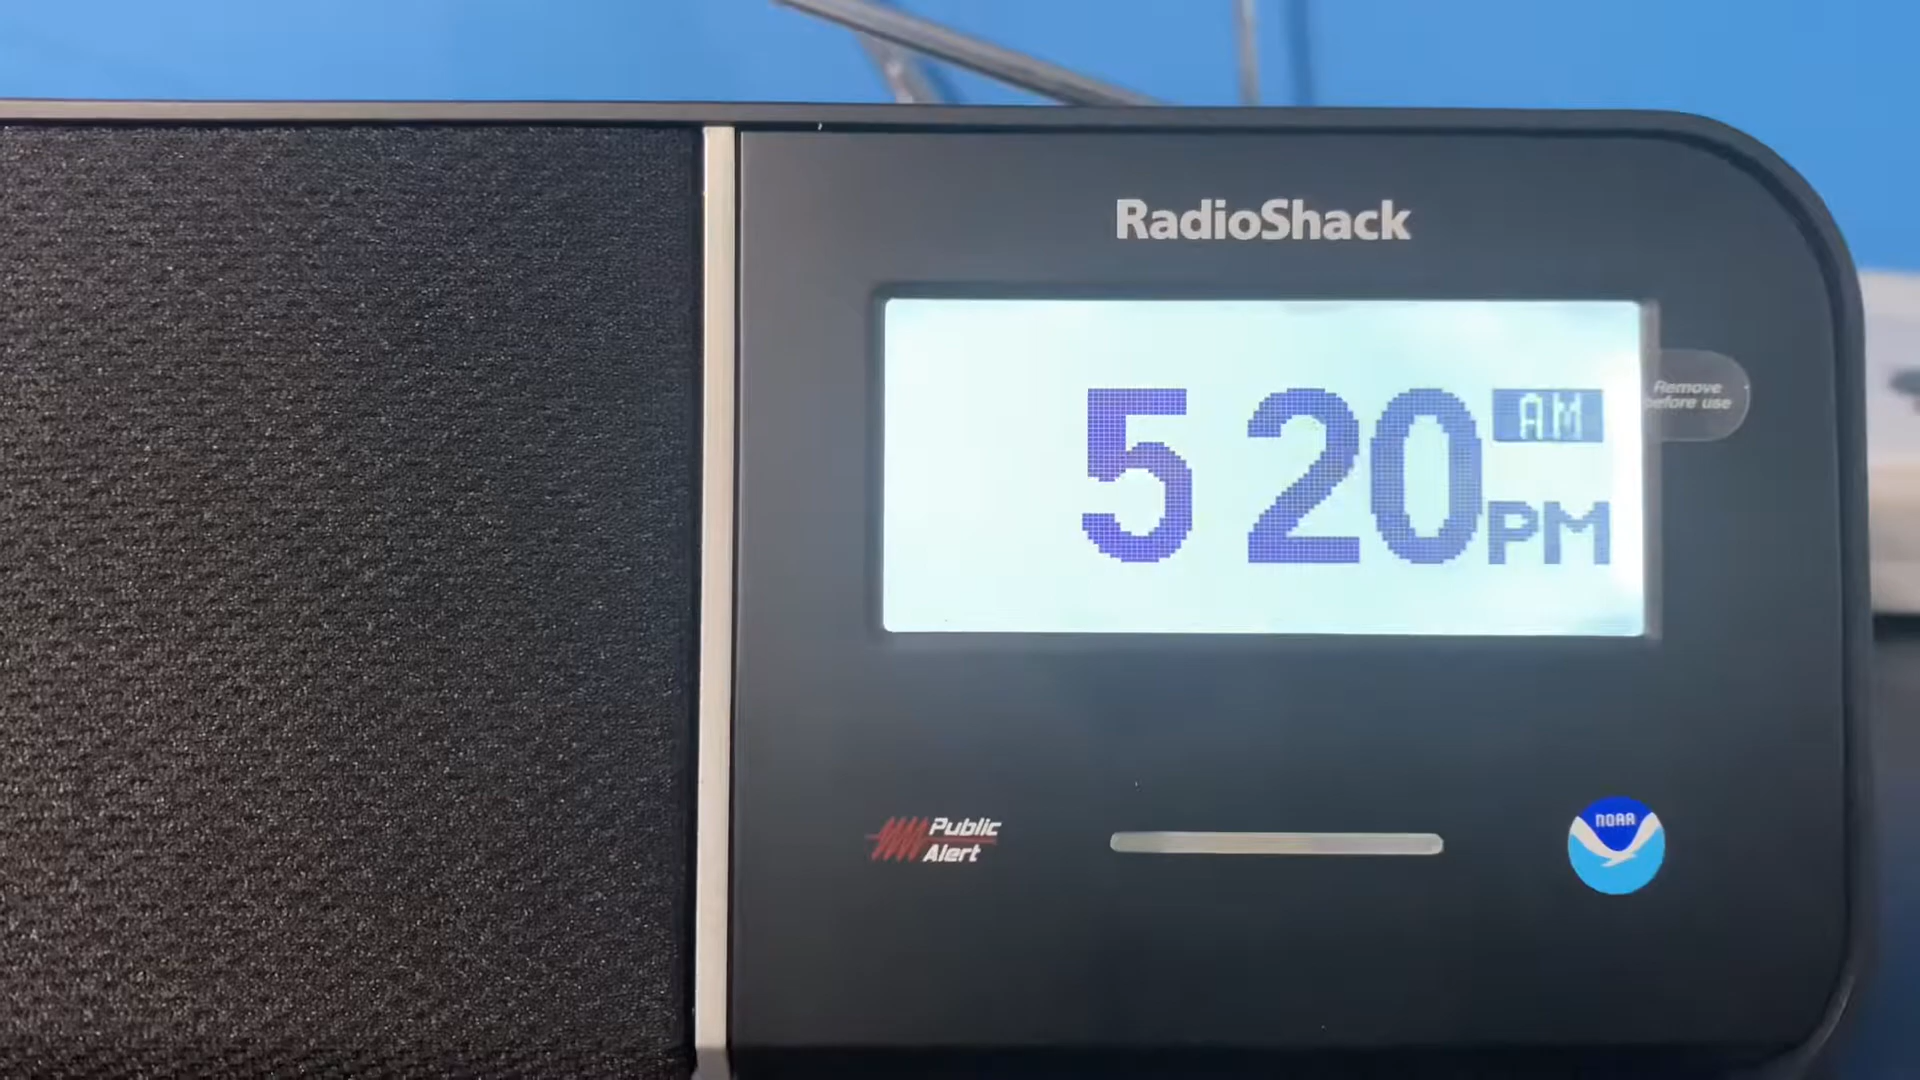 RadioShack
5 20
AM
PM
Remove
before use
Public
Alert
NOAA